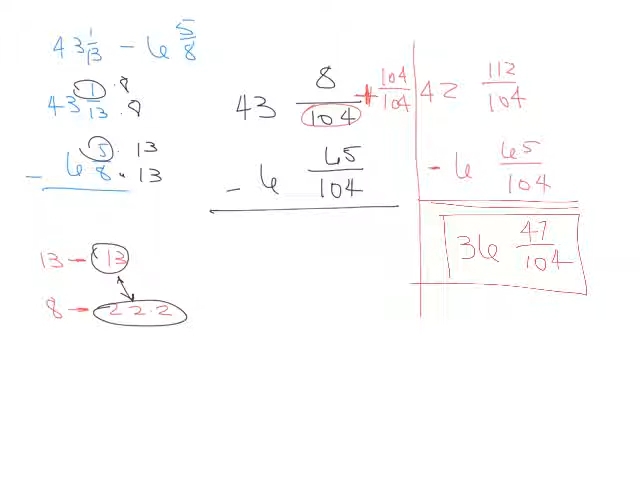 43 1/13 - 6 5/8
43 1/13 · 8 · 8
- 6 5/8 · 13 · 13
13 - 13
8 - 2 2 · 2
43 8/104 + 104/104
- 6 65/104
42 112/104
- 6 65/104
36 47/104